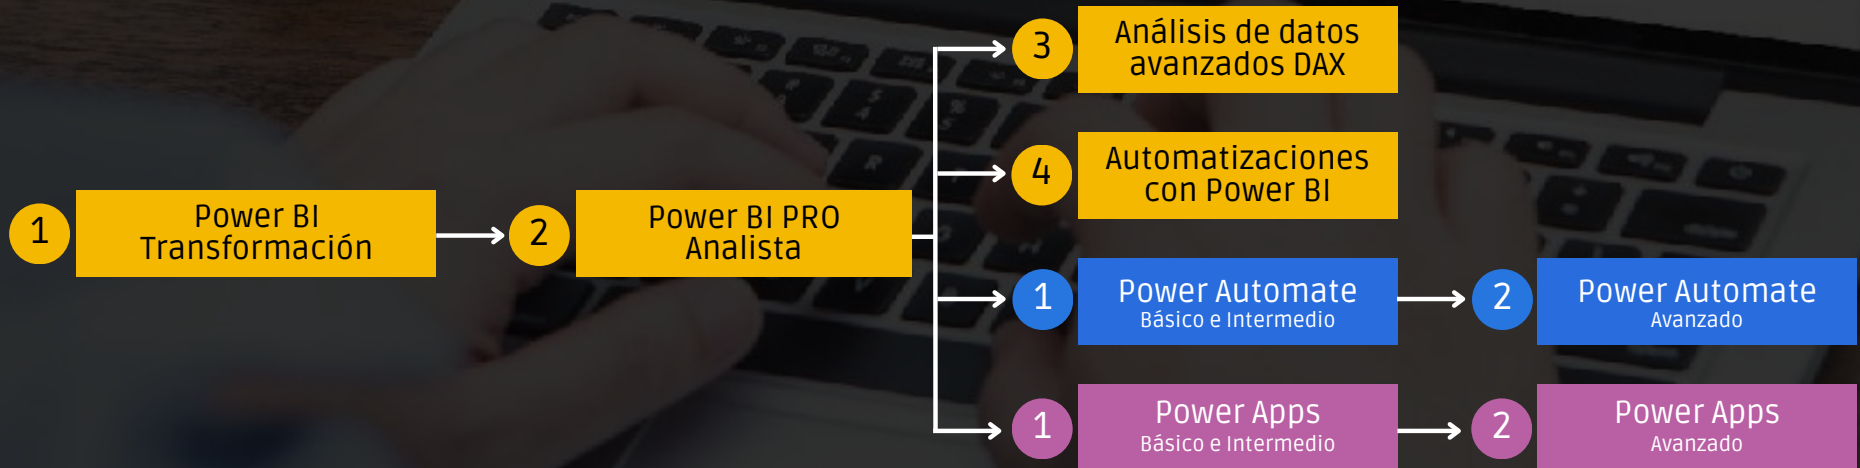 1
Power BI
Transformación
2
Power BI PRO
Analista
3
Análisis de datos
avanzados DAX
4
Automatizaciones
con Power BI
1
Power Automate
Básico e Intermedio
2
Power Automate
Avanzado
1
Power Apps
Básico e Intermedio
2
Power Apps
Avanzado